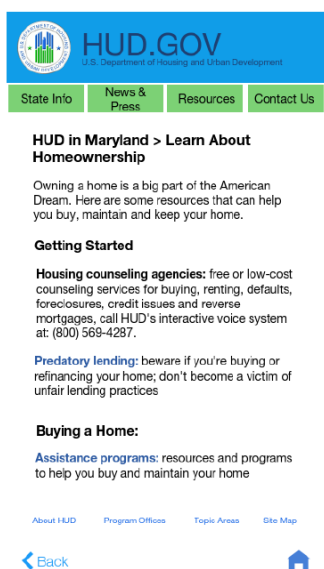 HUD.GOV
U.S. Department of Housing and Urban Development
State Info
News &
Press
Resources
Contact Us
HUD in Maryland > Learn About
Homeownership
Owning a home is a big part of the American
Dream. Here are some resources that can help
you buy, maintain and keep your home.
Getting Started
Housing counseling agencies: free or low-cost
counseling services for buying, renting, defaults,
foreclosures, credit issues and reverse
mortgages, call HUD's interactive voice system
at: (800) 569-4287.
Predatory lending: beware if you're buying or
refinancing your home; don't become a victim of
unfair lending practices
Buying a Home:
Assistance programs: resources and programs
to help you buy and maintain your home
About HUD
Program Offices
Topic Areas
Site Map
Back